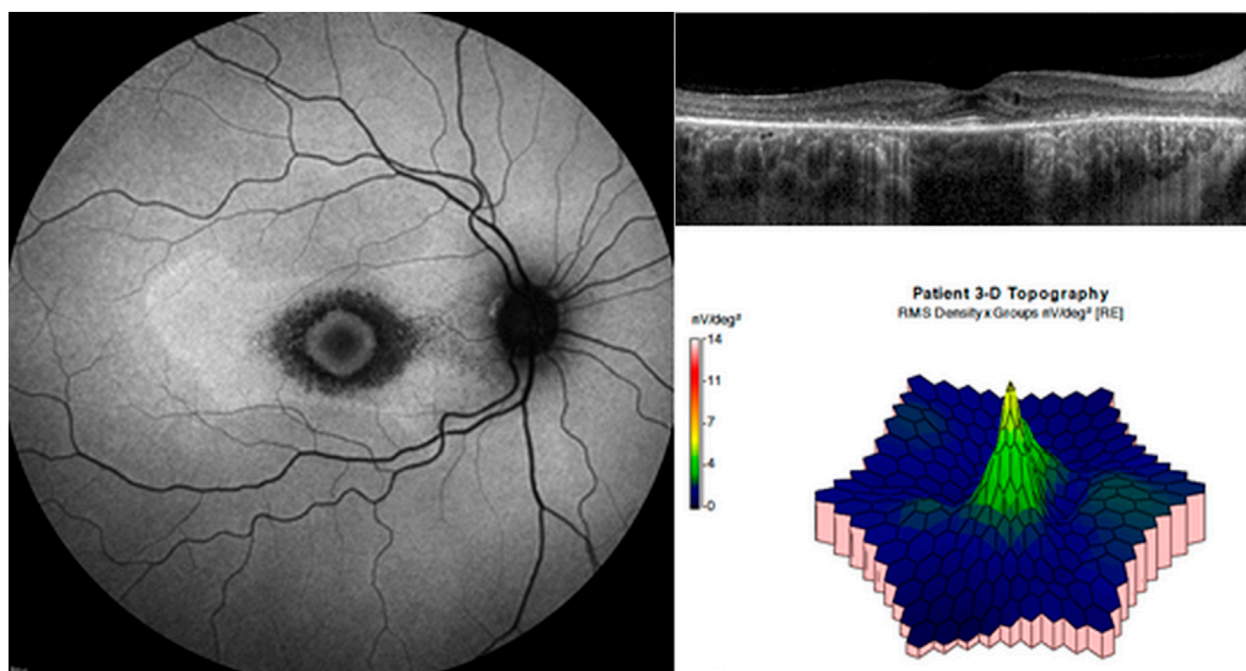 Patient 3-D Topography
RMS Density x Groups nV/deg² [RE]
nV/deg²
14
11
7
4
0